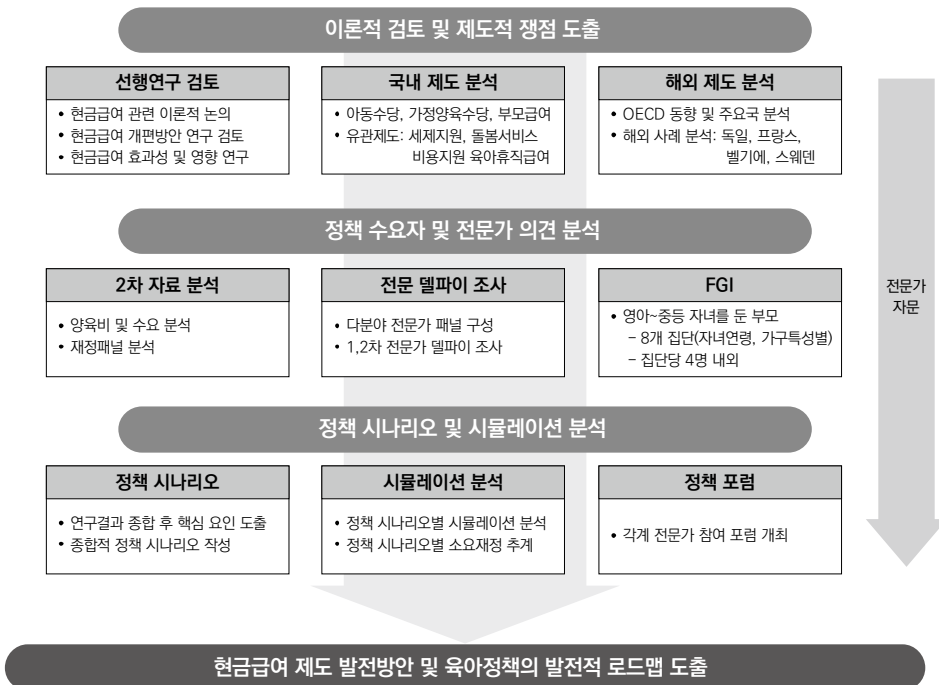 이론적 검토 및 제도적 쟁점 도출
선행연구 검토
• 현금급여 관련 이론적 논의
• 현금급여 개편방안 연구 검토
• 현금급여 효과성 및 영향 연구
국내 제도 분석
• 아동수당, 가정양육수당, 부모급여
• 유관제도: 세제지원, 돌봄서비스
비용지원 육아휴직급여
해외 제도 분석
• OECD 동향 및 주요국 분석
• 해외 사례 분석: 독일, 프랑스,
벨기에, 스웨덴
정책 수요자 및 전문가 의견 분석
2차 자료 분석
• 양육비 및 수요 분석
• 재정패널 분석
전문 델파이 조사
• 다분야 전문가 패널 구성
• 1,2차 전문가 델파이 조사
FGI
• 영아~중등 자녀를 둔 부모
– 8개 집단(자녀연령, 가구특성별)
– 집단당 4명 내외
전문가
자문
정책 시나리오 및 시뮬레이션 분석
정책 시나리오
• 연구결과 종합 후 핵심 요인 도출
• 종합적 정책 시나리오 작성
시뮬레이션 분석
• 정책 시나리오별 시뮬레이션 분석
• 정책 시나리오별 소요재정 추계
정책 포럼
• 각계 전문가 참여 포럼 개최
현금급여 제도 발전방안 및 육아정책의 발전적 로드맵 도출